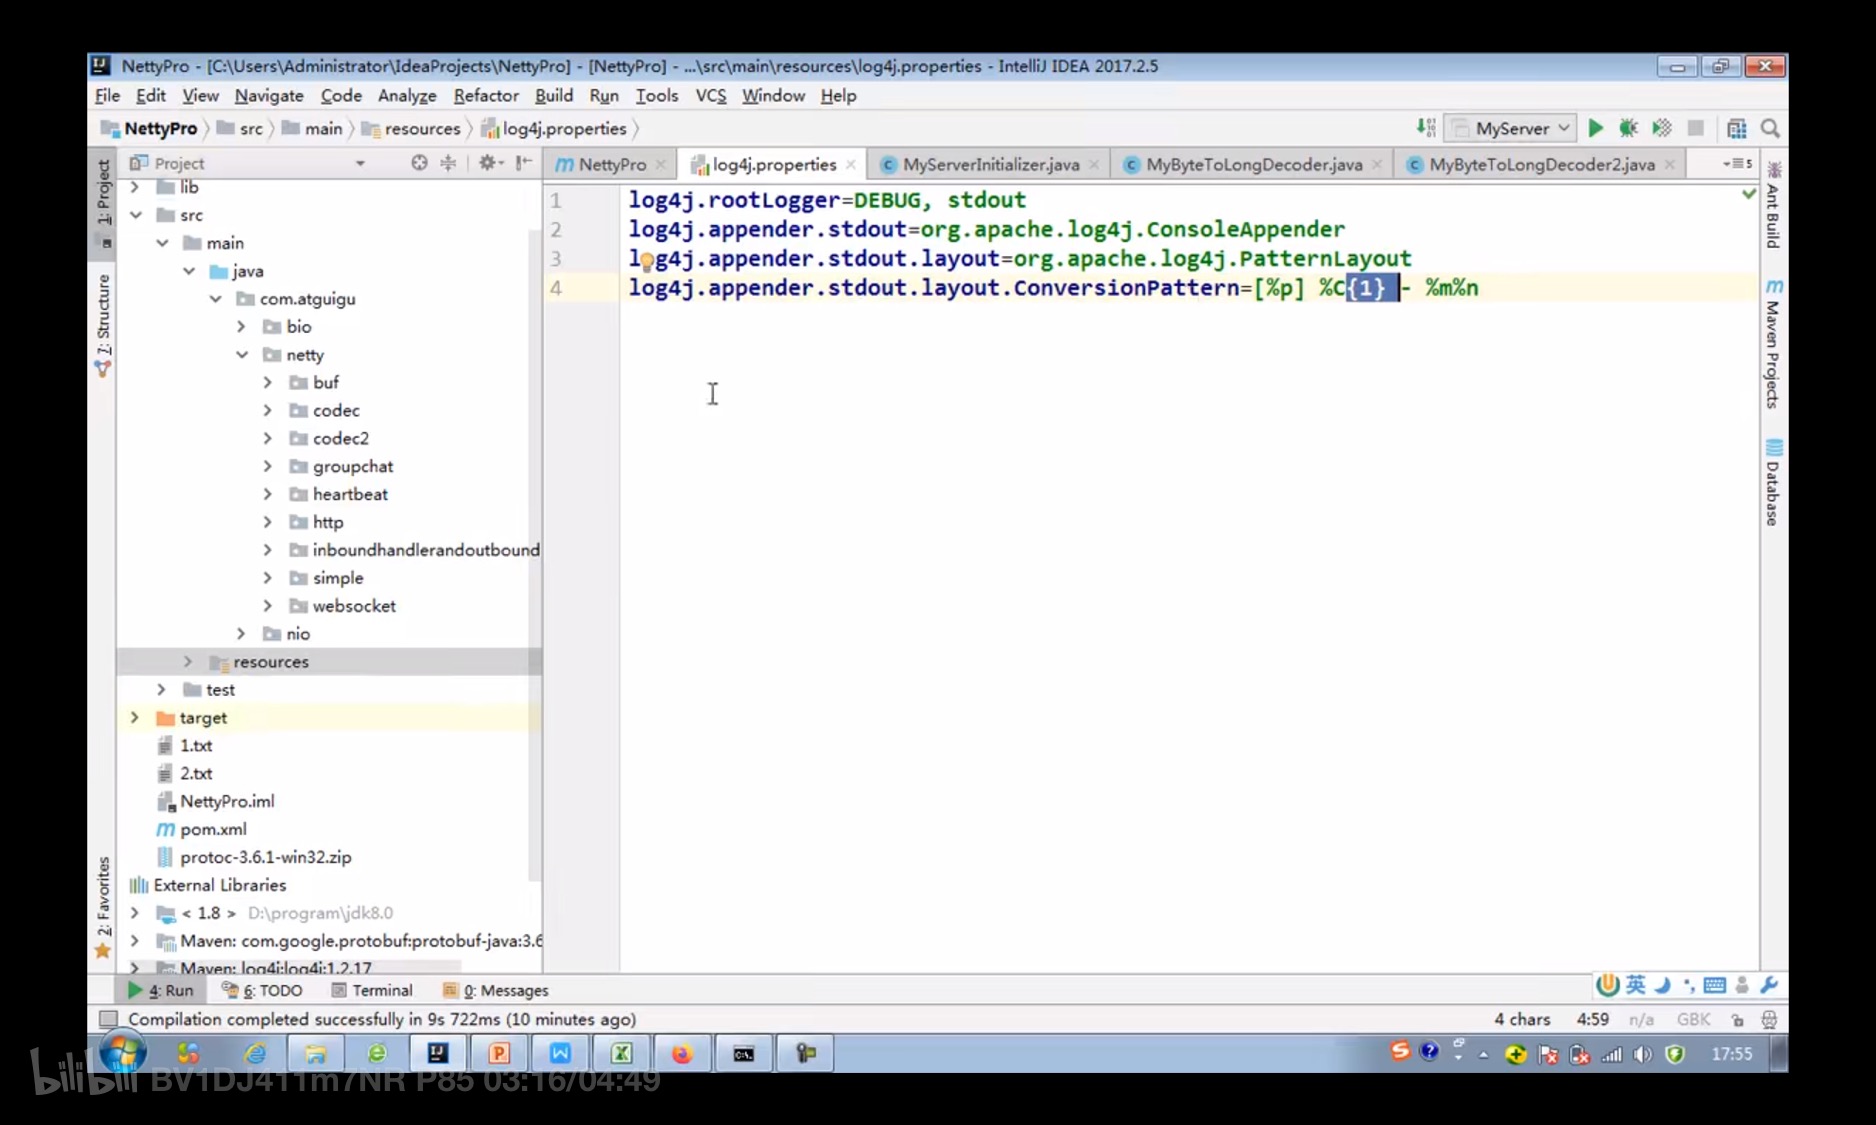 NettyPro - [C:\Users\Administrator\IdeaProjects\NettyPro] - [NettyPro] - ...\src\main\resources\log4j.properties - IntelliJ IDEA 2017.2.5
File Edit View Navigate Code Analyze Refactor Build Run Tools VCS Window Help
NettyPro src main resources log4j.properties MyServer
Project
NettyPro log4j.properties MyServerInitializer.java MyByteToLongDecoder.java MyByteToLongDecoder2.java 5
1: Project
7: Structure
2: Favorites
lib
src
main
java
com.atguigu
bio
netty
buf
codec
codec2
groupchat
heartbeat
http
inboundhandlerandoutbound
simple
websocket
nio
resources
test
target
1.txt
2.txt
NettyPro.iml
pom.xml
protoc-3.6.1-win32.zip
External Libraries
< 1.8 > D:\program\jdk8.0
Maven: com.google.protobuf:protobuf-java:3.6
Maven: log4j:log4j:1.2.17
1 log4j.rootLogger=DEBUG, stdout
2 log4j.appender.stdout=org.apache.log4j.ConsoleAppender
3 log4j.appender.stdout.layout=org.apache.log4j.PatternLayout
4 log4j.appender.stdout.layout.ConversionPattern=[%p] %C{1} - %m%n
Ant Build
Maven Projects
Database
4: Run 6: TODO Terminal 0: Messages
英
Compilation completed successfully in 9s 722ms (10 minutes ago) 4 chars 4:59 n/a GBK
17:55
bilibili BV1DJ411m7NR P85 03:16/04:49